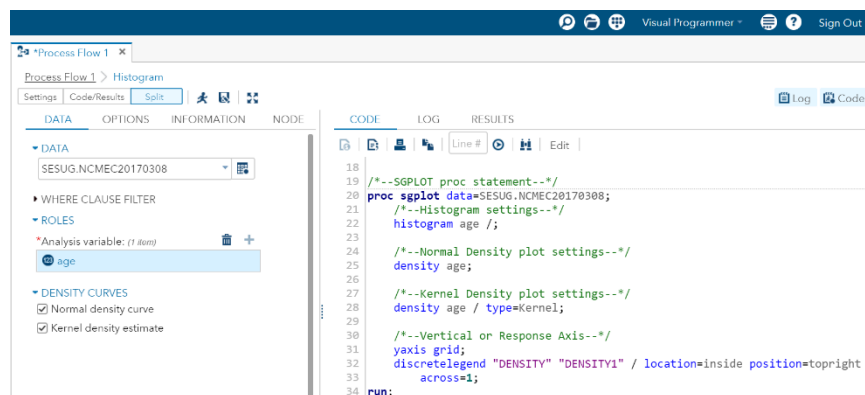 Visual Programmer Sign Out
*Process Flow 1 ×
Process Flow 1 > Histogram
Settings Code/Results Split Log Code
DATA OPTIONS INFORMATION NODE
DATA
SESUG.NCMEC20170308
WHERE CLAUSE FILTER
ROLES
*Analysis variable: (1 item)
123 age
DENSITY CURVES
Normal density curve
Kernel density estimate
CODE LOG RESULTS
Line # Edit
18
19 /*--SGPLOT proc statement--*/
20 proc sgplot data=SESUG.NCMEC20170308;
21 /*--Histogram settings--*/
22 histogram age /;
23
24 /*--Normal Density plot settings--*/
25 density age;
26
27 /*--Kernel Density plot settings--*/
28 density age / type=Kernel;
29
30 /*--Vertical or Response Axis--*/
31 yaxis grid;
32 discretelegend "DENSITY" "DENSITY1" / location=inside position=topright
33 across=1;
34 run;